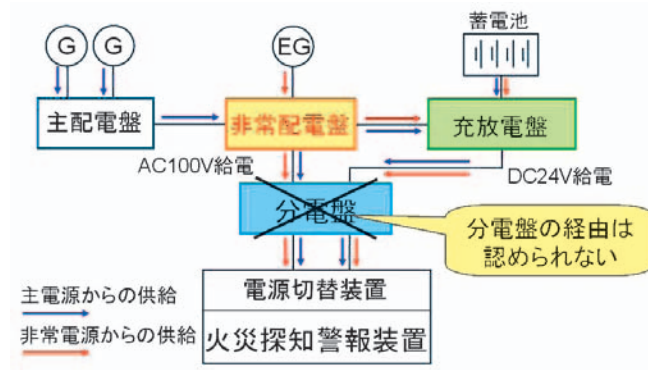 G
G
EG
蓄電池
主配電盤
非常配電盤
充放電盤
AC100V給電
DC24V給電
分電盤
分電盤の経由は
認められない
電源切替装置
火災探知警報装置
主電源からの供給
非常電源からの供給